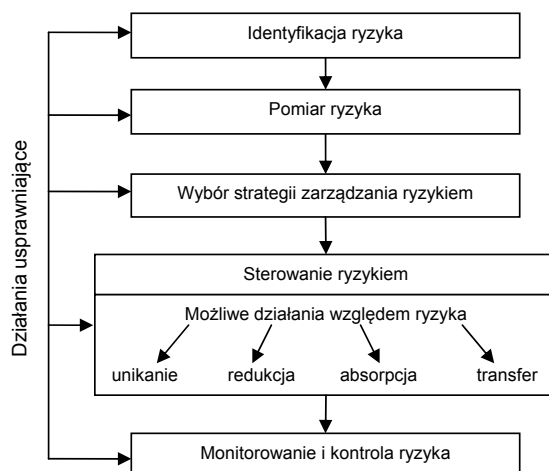 Identyfikacja ryzyka
Pomiar ryzyka
Wybór strategii zarządzania ryzykiem
Sterowanie ryzykiem
Możliwe działania względem ryzyka
unikanie redukcja absorpcja transfer
Monitorowanie i kontrola ryzyka
Działania usprawniające